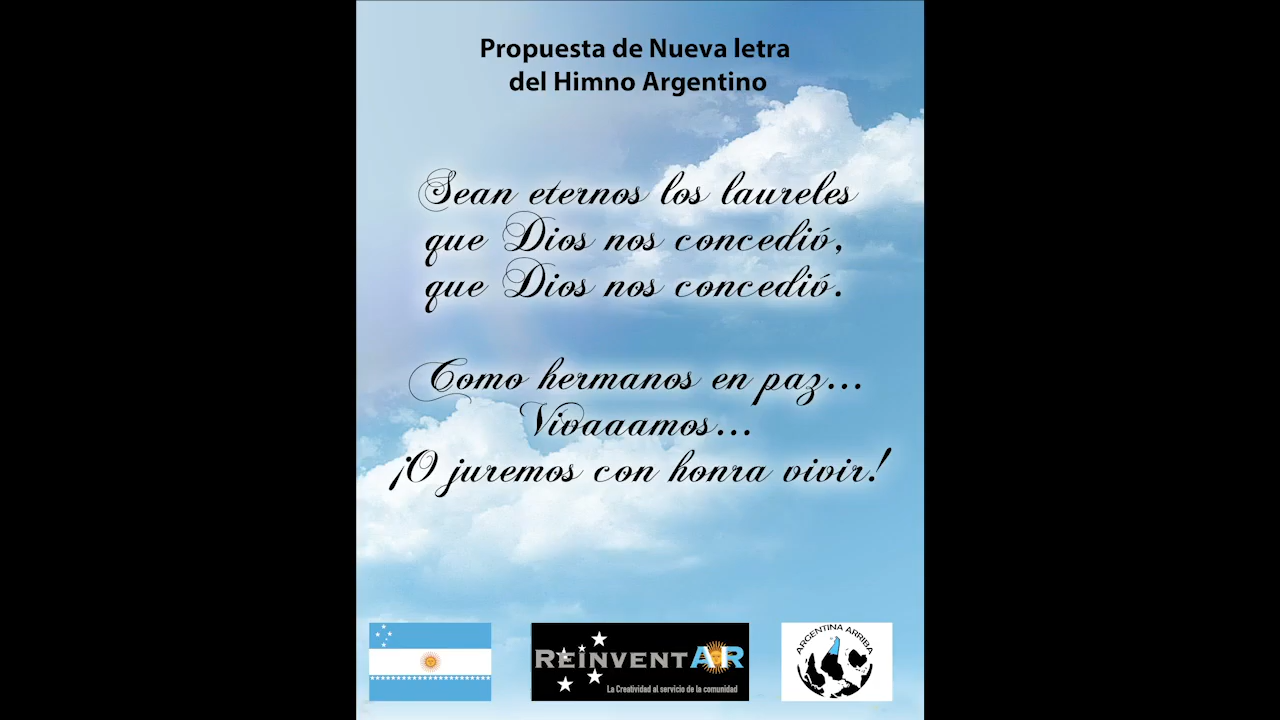 Propuesta de Nueva letra
del Himno Argentino
Sean eternos los laureles
que Dios nos concedió,
que Dios nos concedió.
Como hermanos en paz...
Vivaaamos...
¡O juremos con honra vivir!
REINVENTAR
La Creatividad al servicio de la comunidad
ARGENTINA ARRIBA